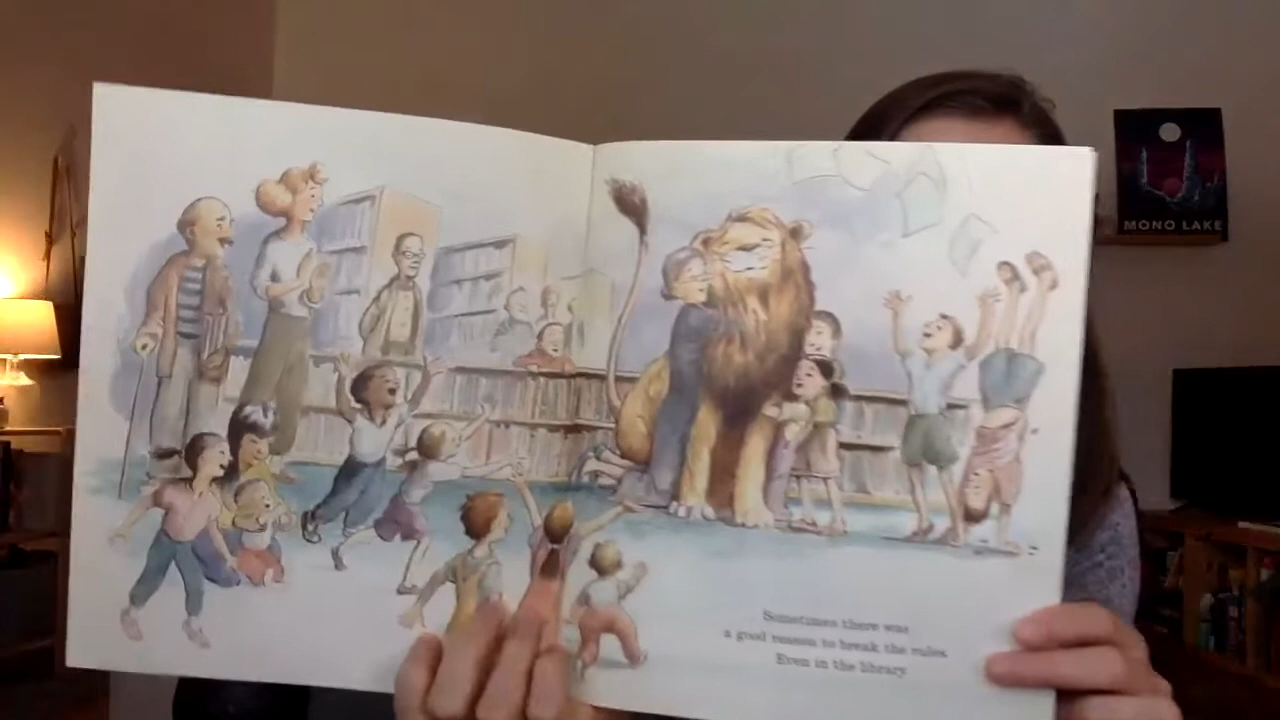 MONO LAKE
Sometimes there was
a good reason to break the rules.
Even in the library.